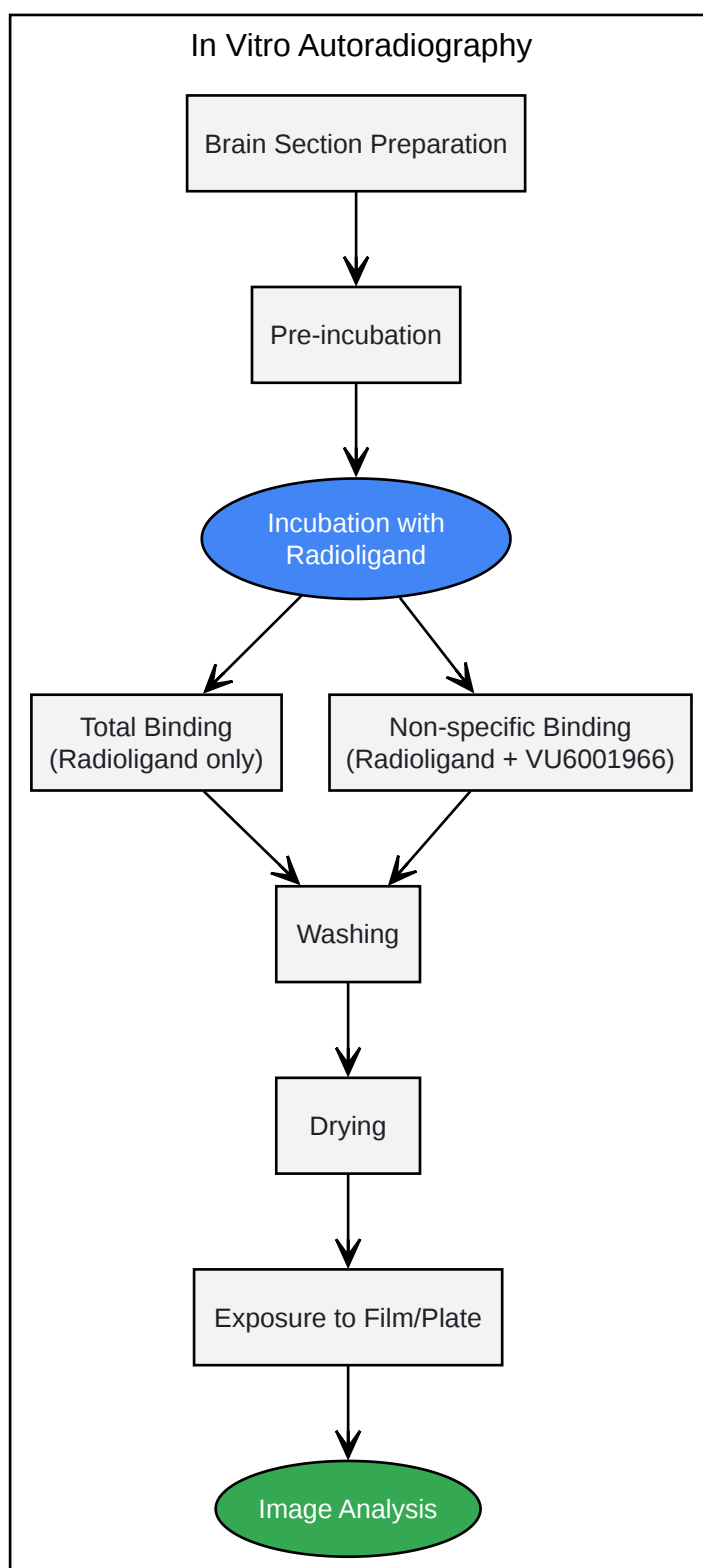 In Vitro Autoradiography
Brain Section Preparation
Pre-incubation
Incubation with
Radioligand
Total Binding
(Radioligand only)
Non-specific Binding
(Radioligand + VU6001966)
Washing
Drying
Exposure to Film/Plate
Image Analysis